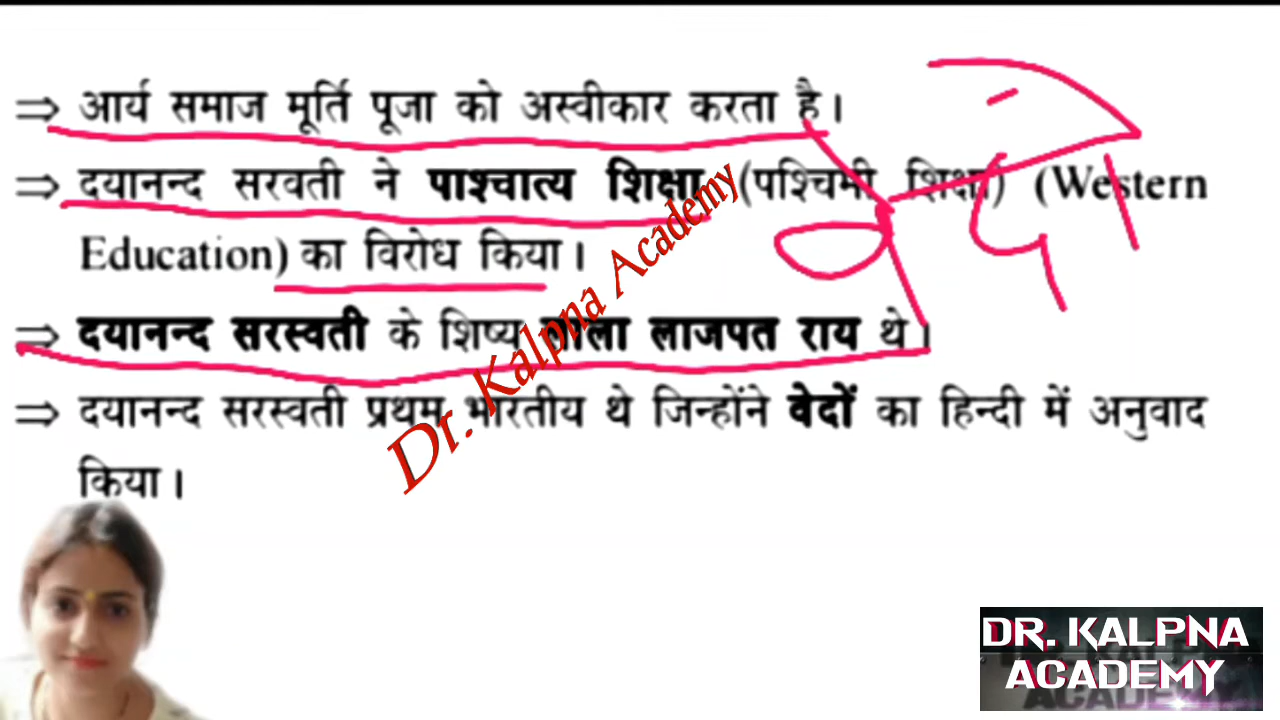 ⇒ आर्य समाज मूर्ति पूजा को अस्वीकार करता है।
⇒ दयानन्द सरवती ने पाश्चात्य शिक्षा (पश्चिमी शिक्षा) (Western
Education) का विरोध किया।
⇒ दयानन्द सरस्वती के शिष्य लाला लाजपत राय थे।
⇒ दयानन्द सरस्वती प्रथम भारतीय थे जिन्होंने वेदों का हिन्दी में अनुवाद
किया।
Dr. Kalpna Academy
DR. KALPNA
ACADEMY